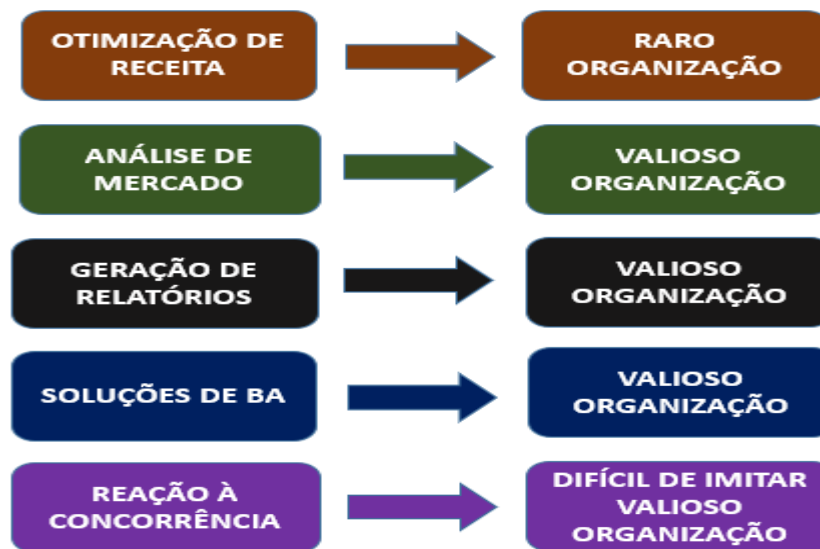 OTIMIZAÇÃO DE
RECEITA
RARO
ORGANIZAÇÃO
ANÁLISE DE
MERCADO
VALIOSO
ORGANIZAÇÃO
GERAÇÃO DE
RELATÓRIOS
VALIOSO
ORGANIZAÇÃO
SOLUÇÕES DE BA
VALIOSO
ORGANIZAÇÃO
REAÇÃO À
CONCORRÊNCIA
DIFÍCIL DE IMITAR
VALIOSO
ORGANIZAÇÃO